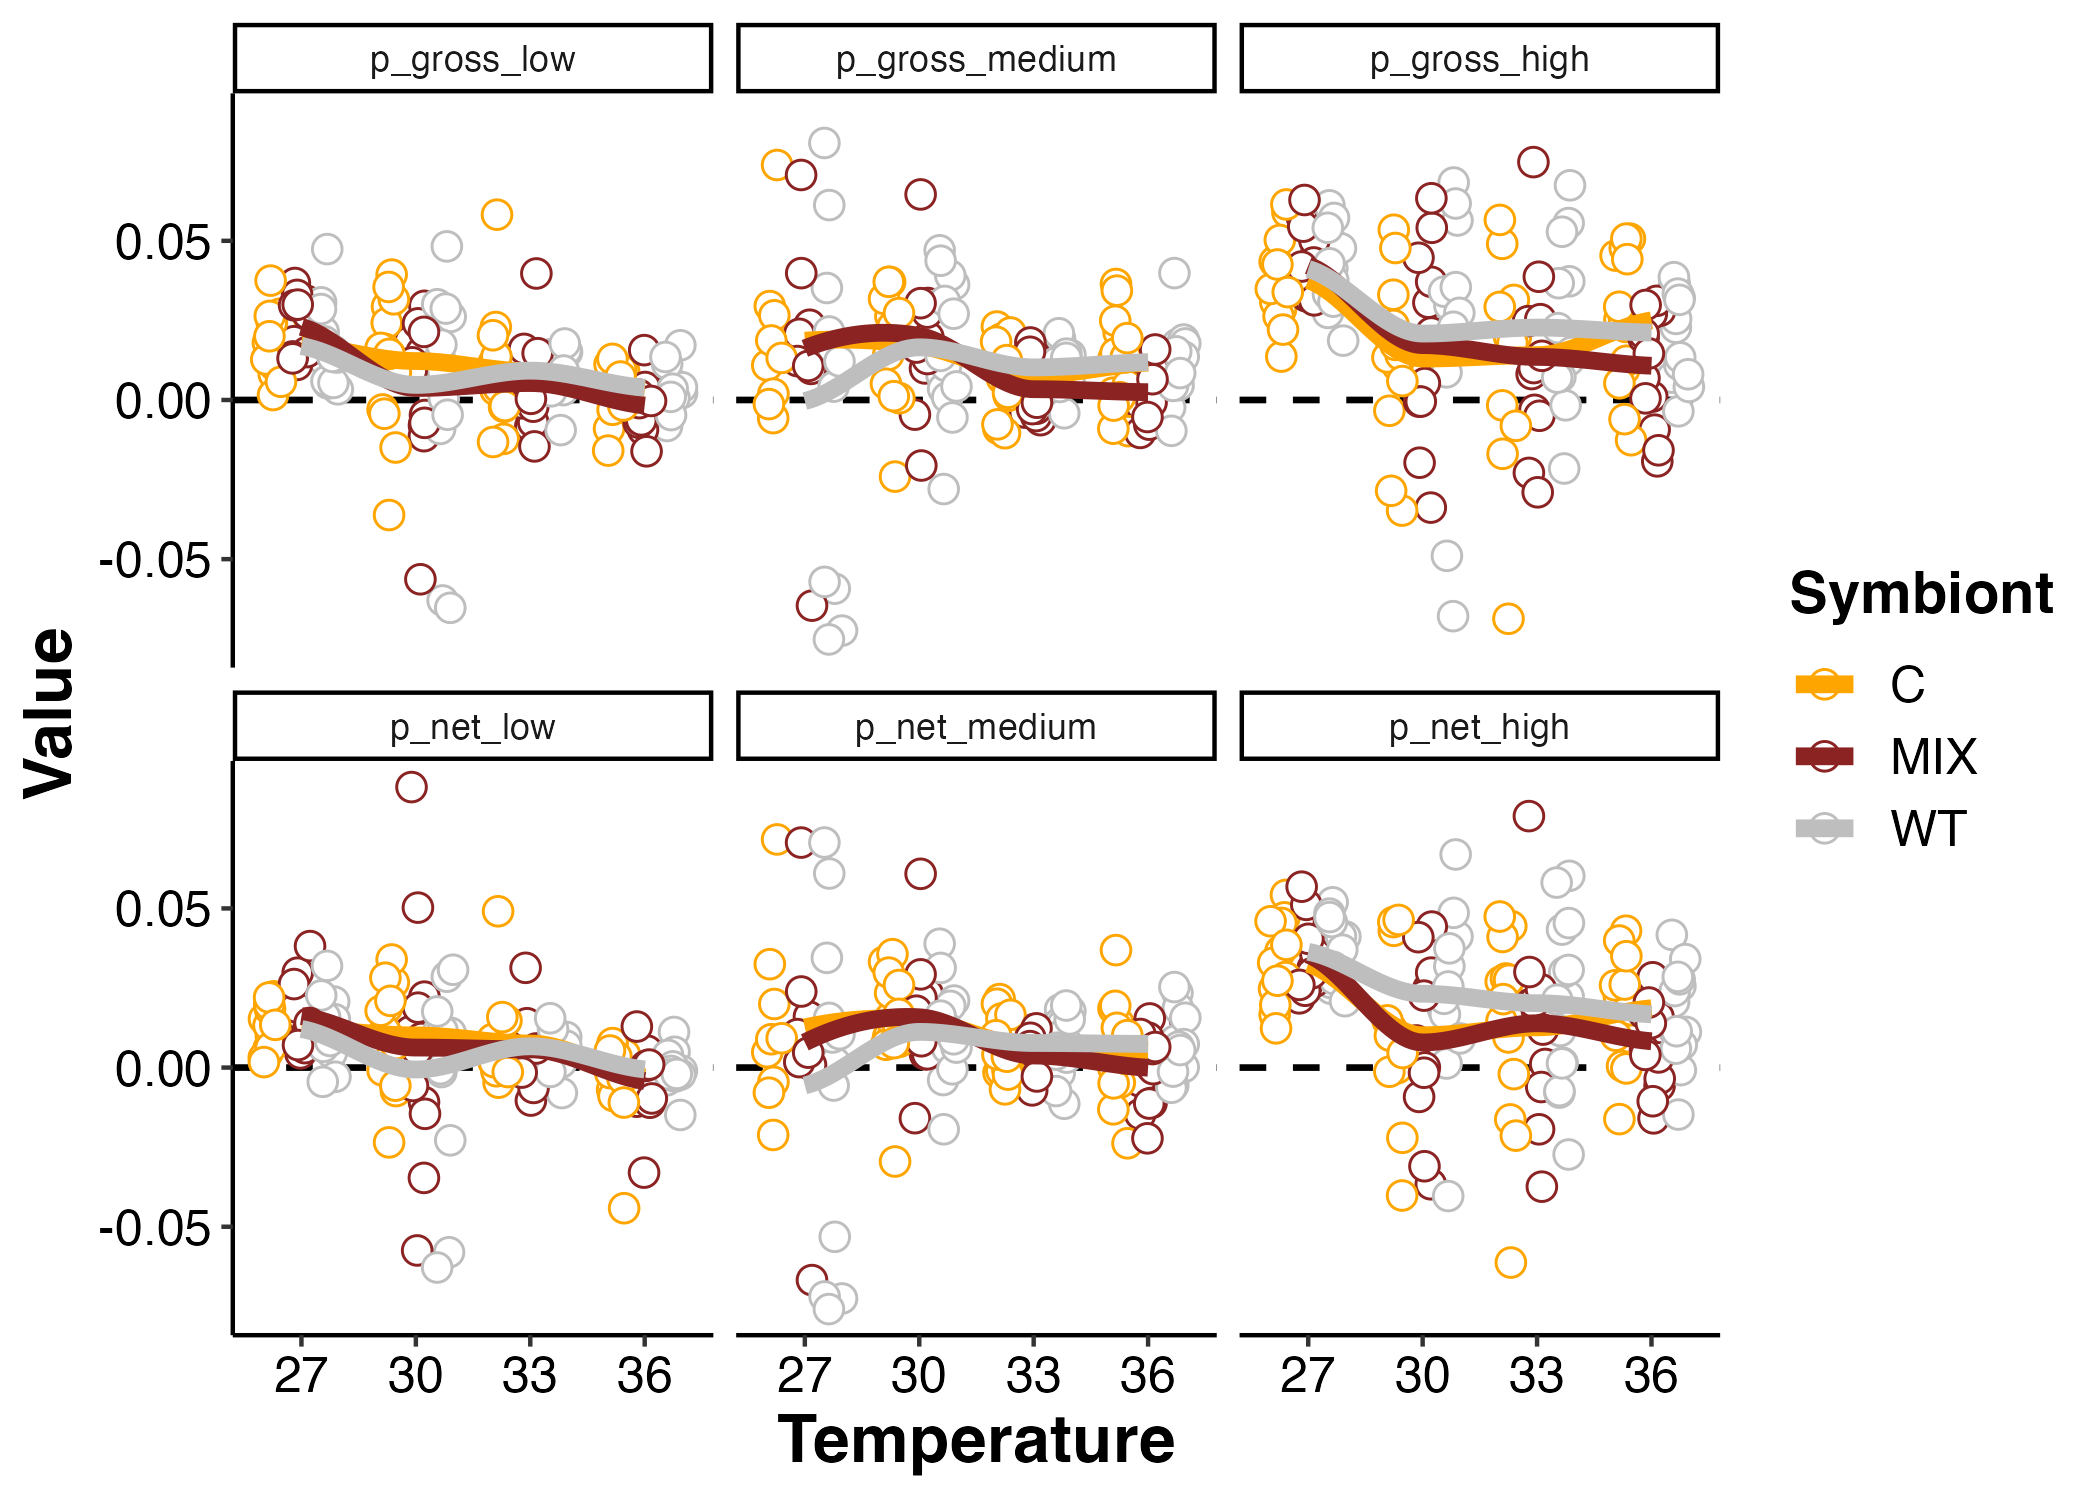 p_gross_low
p_gross_medium
p_gross_high
0.05
0.00
-0.05
p_net_low
p_net_medium
p_net_high
0.05
0.00
-0.05
27 30 33 36
27 30 33 36
27 30 33 36
Temperature
Value
Symbiont
C
MIX
WT